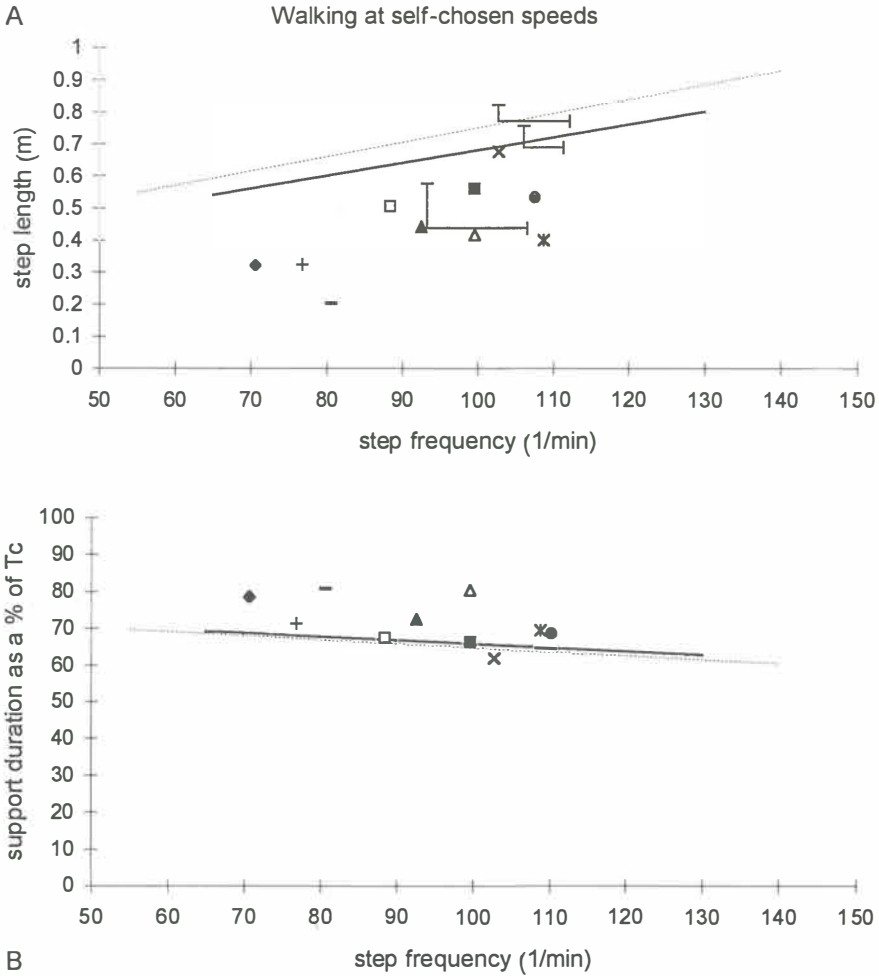 A
Walking at self-chosen speeds
step length (m)
1
0.9
0.8
0.7
0.6
0.5
0.4
0.3
0.2
0.1
0
50 60 70 80 90 100 110 120 130 140 150
step frequency (1/min)
support duration as a % of Tc
100
90
80
70
60
50
40
30
20
10
0
50 60 70 80 90 100 110 120 130 140 150
B
step frequency (1/min)